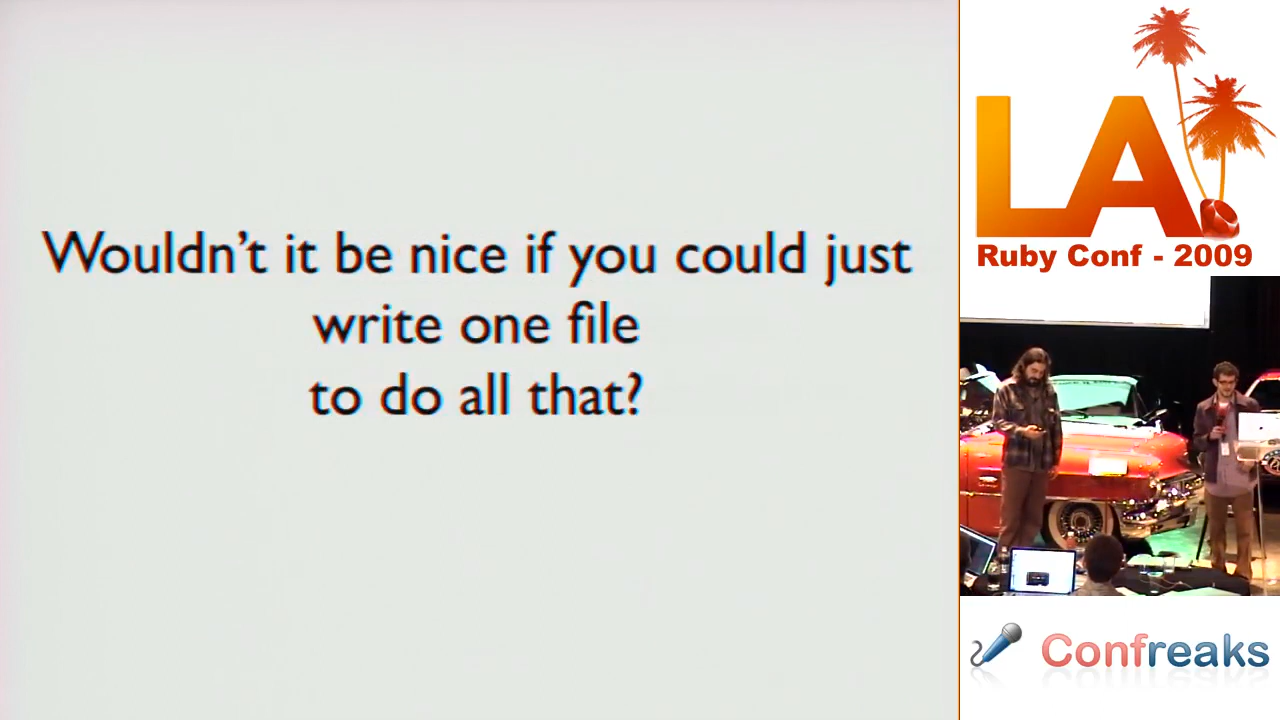 Wouldn't it be nice if you could just
write one file
to do all that?
LA
Ruby Conf - 2009
Confreaks